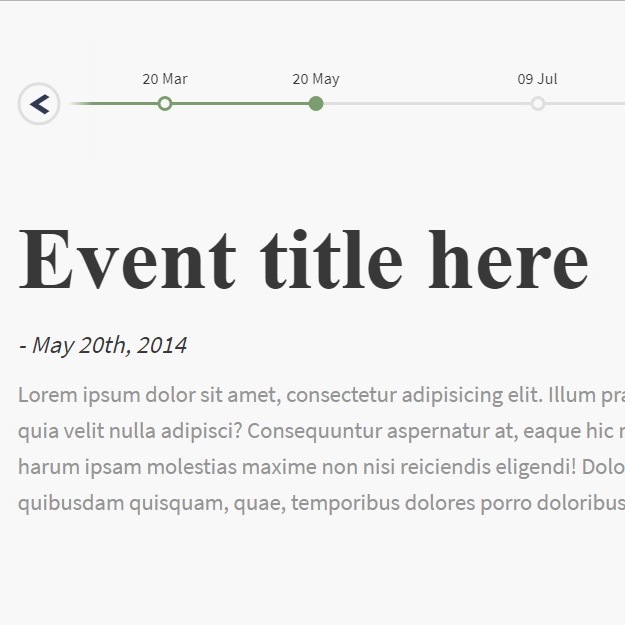 20 Mar 20 May 09 Jul
Event title here
- May 20th, 2014
Lorem ipsum dolor sit amet, consectetur adipisicing elit. Illum
quia velit nulla adipisci? Consequuntur aspernatur at, eaque hic
harum ipsam molestias maxime non nisi reiciendis eligendi!
quibusdam quisquam, quae, temporibus dolores porro doloribus